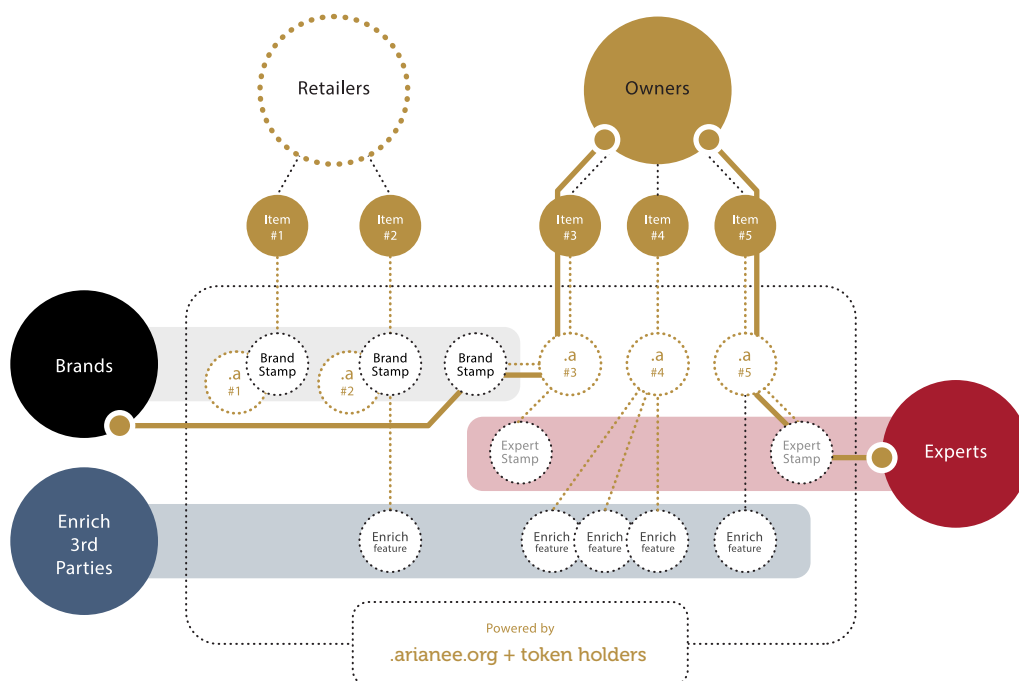 Retailers
Owners
Item
#1
Item
#2
Item
#3
Item
#4
Item
#5
Brands
.a
#1
Brand
Stamp
.a
#2
Brand
Stamp
Brand
Stamp
.a
#3
.a
#4
.a
#5
Expert
Stamp
Expert
Stamp
Experts
Enrich
3rd
Parties
Enrich
feature
Enrich
feature
Enrich
feature
Enrich
feature
Enrich
feature
Powered by
.arianee.org + token holders